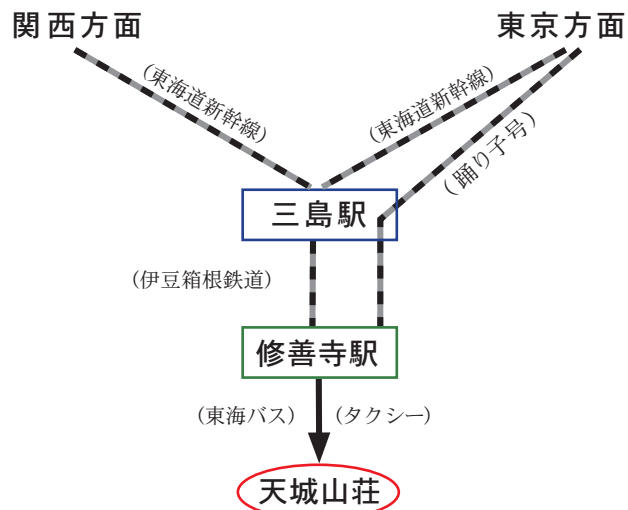 関西方面
東京方面
(東海道新幹線)
(東海道新幹線)
(踊り子号)
三島駅
(伊豆箱根鉄道)
修善寺駅
(東海バス)
(タクシー)
天城山荘